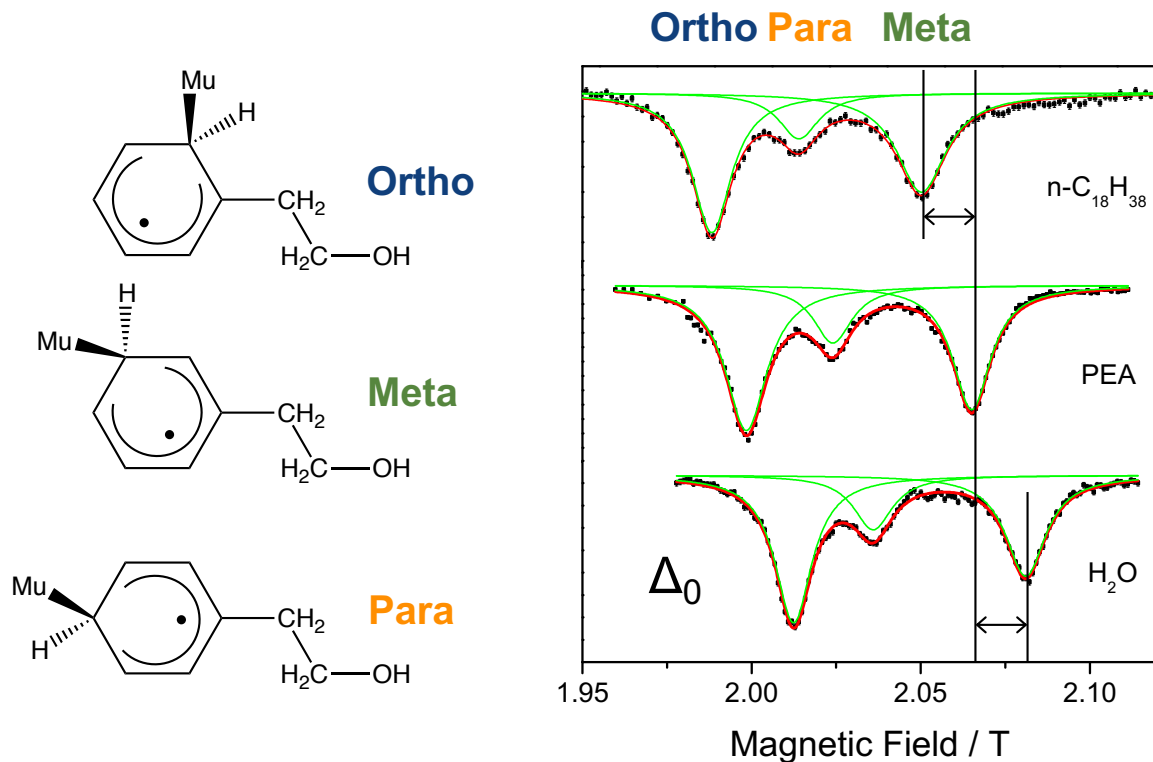 Ortho Para Meta
Mu
H
Ortho
CH2
H2C—OH
H
Mu
Meta
CH2
H2C—OH
Mu
H
Para
CH2
H2C—OH
n-C18H38
PEA
H2O
Δ0
1.95 2.00 2.05 2.10
Magnetic Field / T